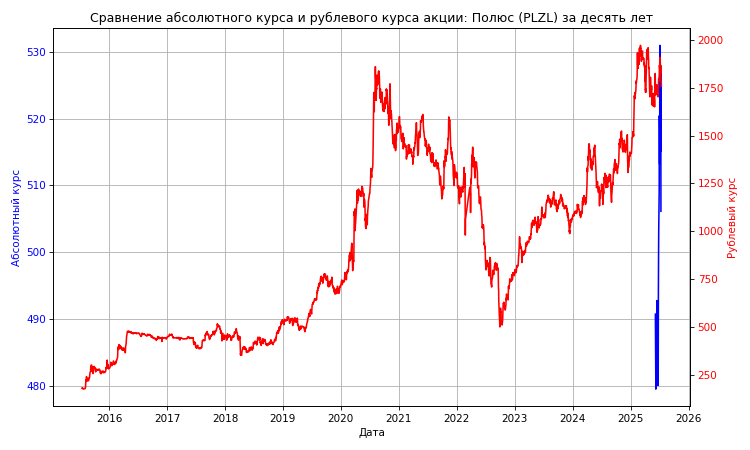 Сравнение абсолютного курса и рублевого курса акции: Полюс (PLZL) за десять лет
Абсолютный курс
530
520
510
500
490
480
2000
1750
1500
1250
1000
750
500
250
Рублевый курс
2016 2017 2018 2019 2020 2021 2022 2023 2024 2025 2026
Дата